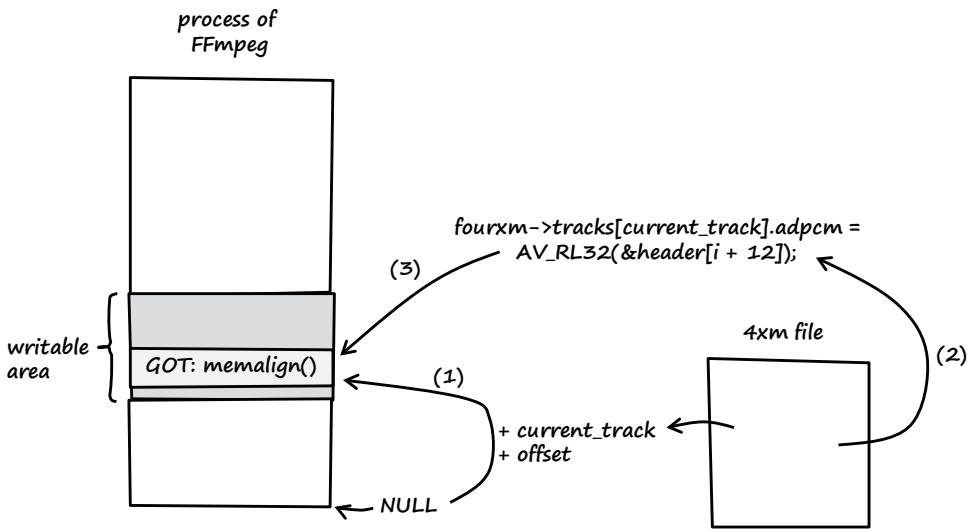 process of
FFmpeg
fourxm->tracks[current_track].adpcm =
AV_RL32(&header[i + 12]);
(3)
4xm file
writable
area
GOT: memalign()
(2)
(1)
+ current_track
+ offset
NULL